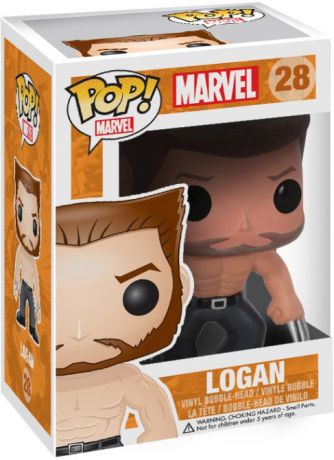 POP!
MARVEL
MARVEL
28
POP!
MARVEL
LOGAN
28
LOGAN
VINYL BOBBLE-HEAD / VINYLE BOBBLE
LA TÊTE / BOBBLE-HEAD DE VINILO
WARNING: CHOKING HAZARD - Small Parts.
Not for children under 3 years of age.